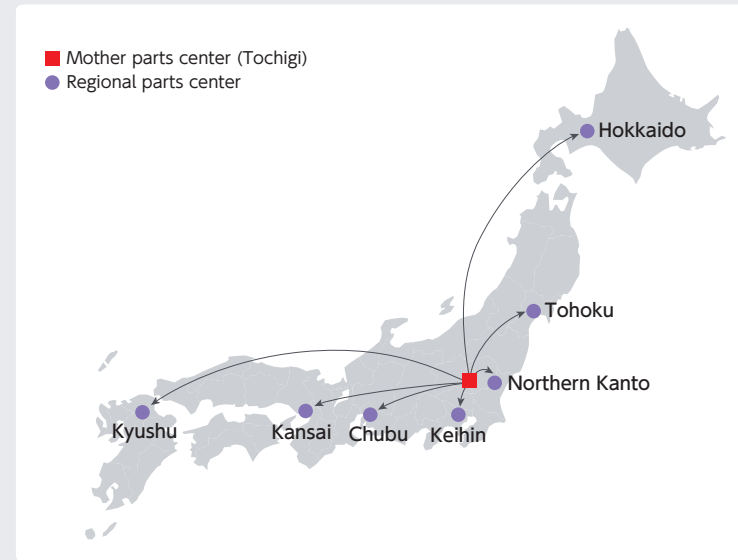 Mother parts center (Tochigi)
Regional parts center
Hokkaido
Tohoku
Northern Kanto
Kyushu
Kansai
Chubu
Keihin